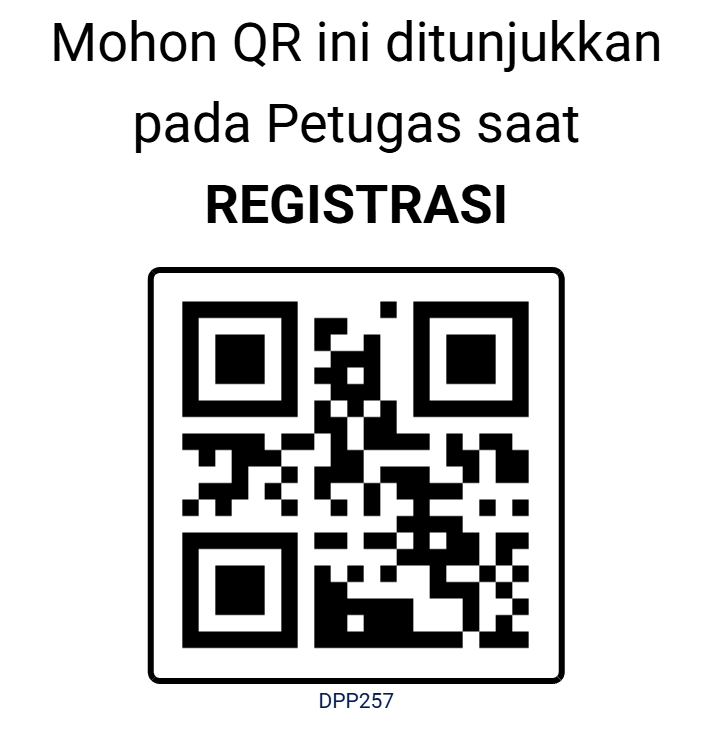 Mohon QR ini ditunjukkan
pada Petugas saat
REGISTRASI
DPP257